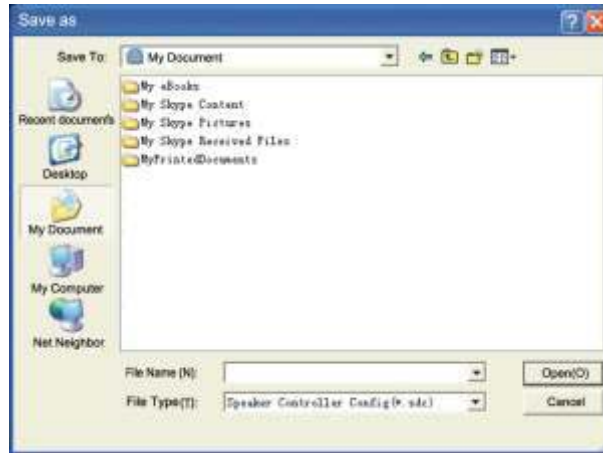 Save as
Save To: My Document
My eBooks
My Skype Content
Recent documents
My Skype Pictures
My Skype Received Files
MyPrintedDocuments
Desktop
My Document
My Computer
Net Neighbor
File Name (N): Open(O)
File Type(T): Speaker Controller Config(*.sdc) Cancel